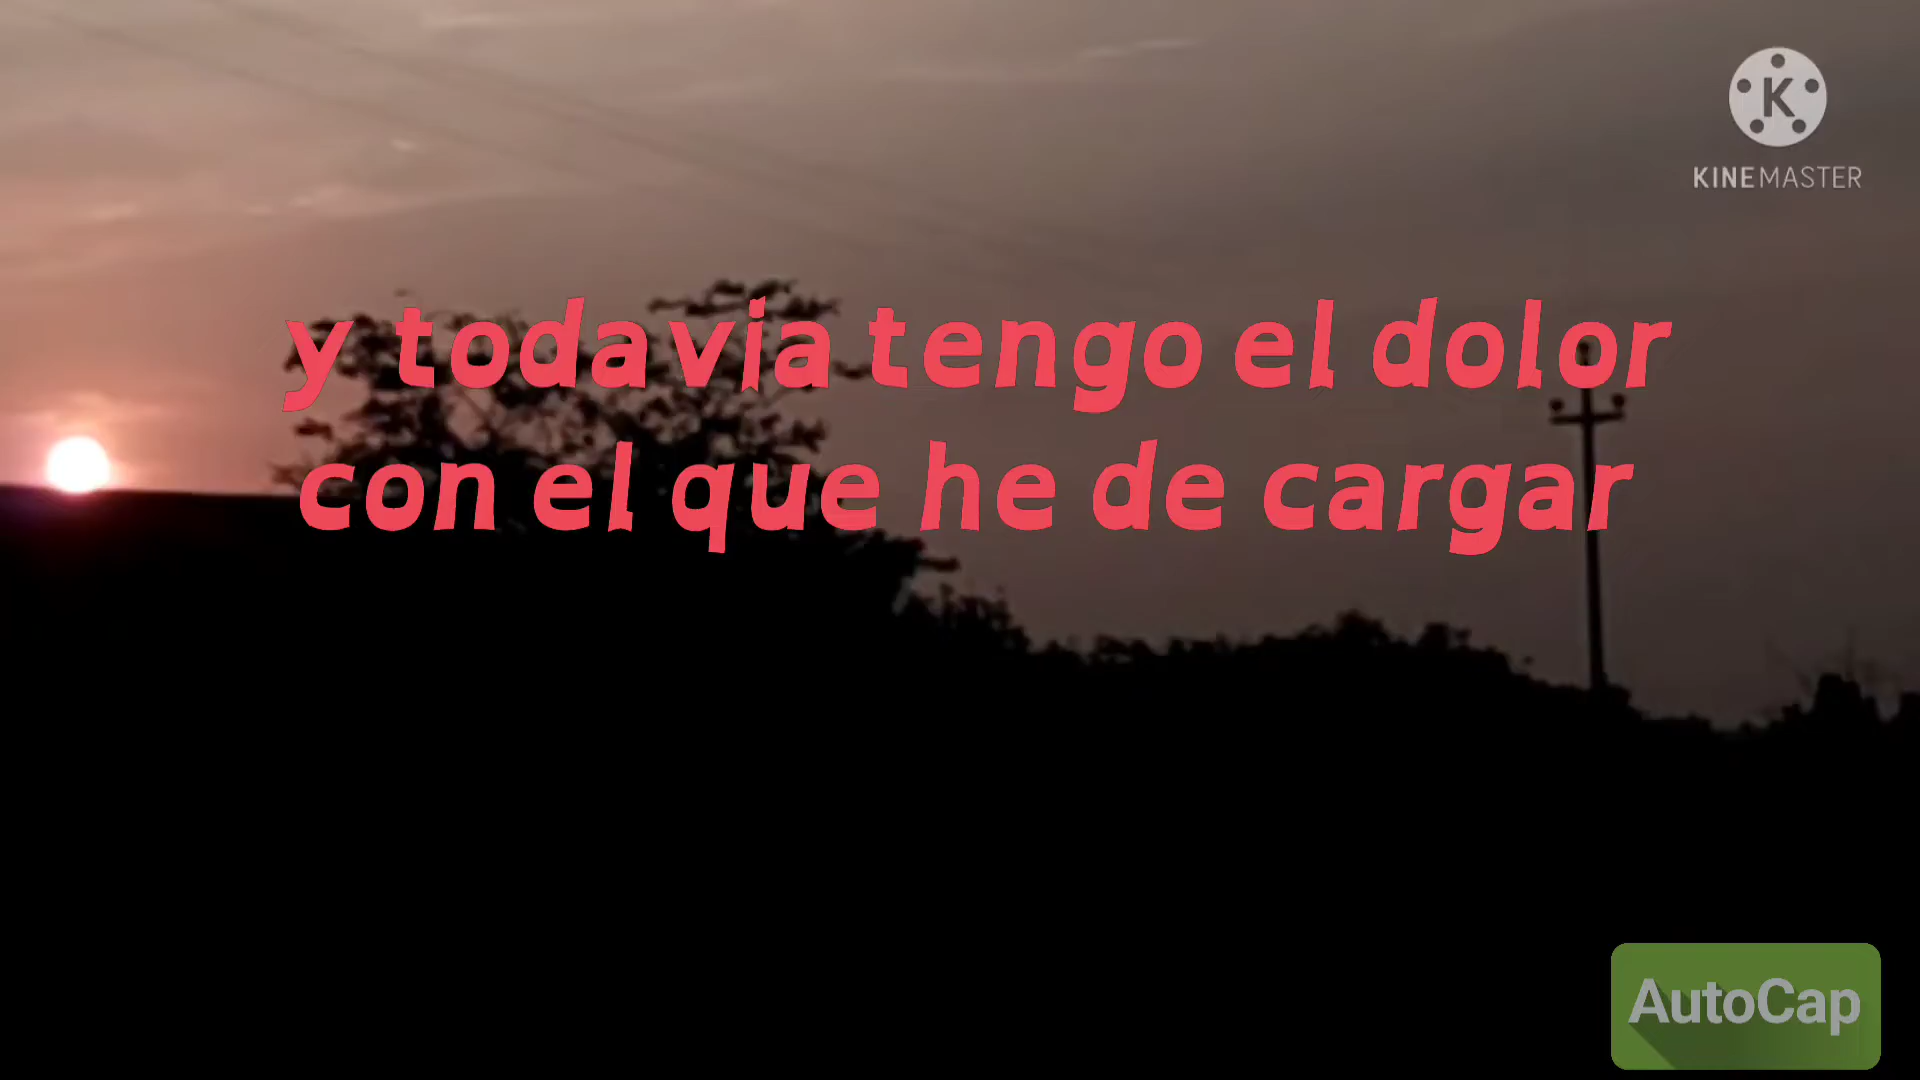 K
KINEMASTER
y todavia tengo el dolor
con el que he de cargar
AutoCap